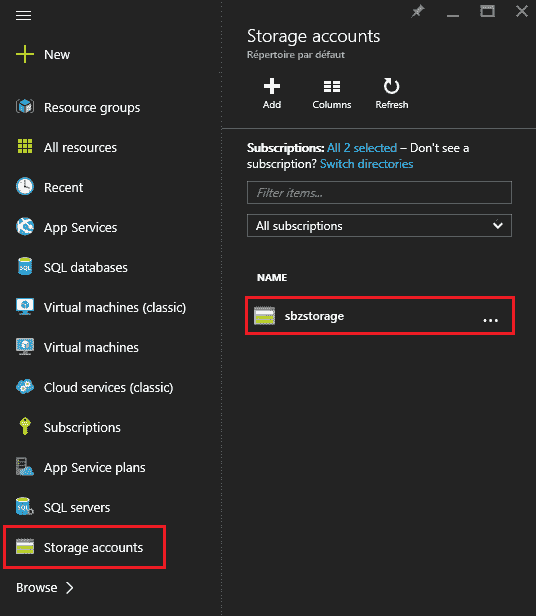 New
Resource groups
All resources
Recent
App Services
SQL databases
Virtual machines (classic)
Virtual machines
Cloud services (classic)
Subscriptions
App Service plans
SQL servers
Storage accounts
Browse
Storage accounts
Répertoire par défaut
Add Columns Refresh
Subscriptions: All 2 selected – Don't see a
subscription? Switch directories
Filter items...
All subscriptions
NAME
sbzstorage